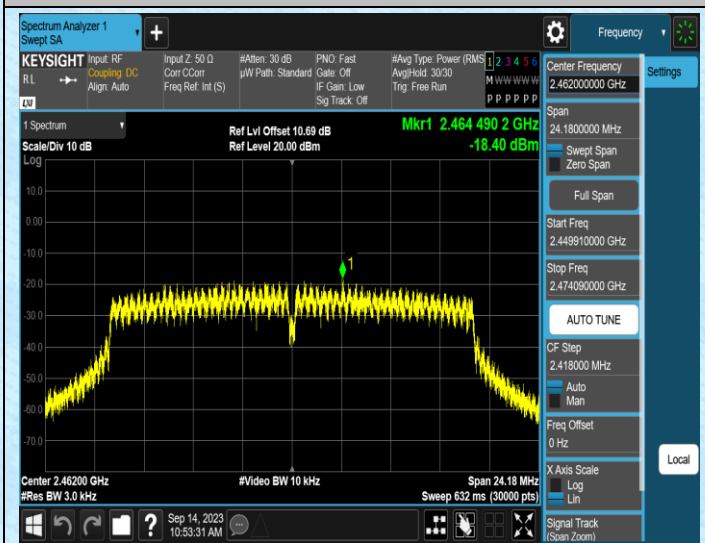 Spectrum Analyzer 1
Swept SA
Frequency
KEYSIGHT
RL
LXI
Input: RF
Coupling: DC
Align: Auto
Input Z: 50 Ω
Corr CCorr
Freq Ref: Int (S)
#Atten: 30 dB
µW Path: Standard
PNO: Fast
Gate: Off
IF Gain: Low
Sig Track: Off
#Avg Type: Power (RMS
Avg|Hold: 30/30
Trig: Free Run
1 2 3 4 5 6
M W W W W W
P P P P P P
1 Spectrum
Scale/Div 10 dB
Ref Lvl Offset 10.69 dB
Ref Level 20.00 dBm
Mkr1 2.464 490 2 GHz
-18.40 dBm
Log
10.0
0.00
-10.0
-20.0
-30.0
-40.0
-50.0
-60.0
-70.0
1
Center 2.46200 GHz
#Res BW 3.0 kHz
#Video BW 10 kHz
Span 24.18 MHz
Sweep 632 ms (30000 pts)
Sep 14, 2023
10:53:31 AM
Center Frequency
2.462000000 GHz
Settings
Span
24.1800000 MHz
Swept Span
Zero Span
Full Span
Start Freq
2.449910000 GHz
Stop Freq
2.474090000 GHz
AUTO TUNE
CF Step
2.418000 MHz
Auto
Man
Freq Offset
0 Hz
X Axis Scale
Log
Lin
Local
Signal Track
(Span Zoom)